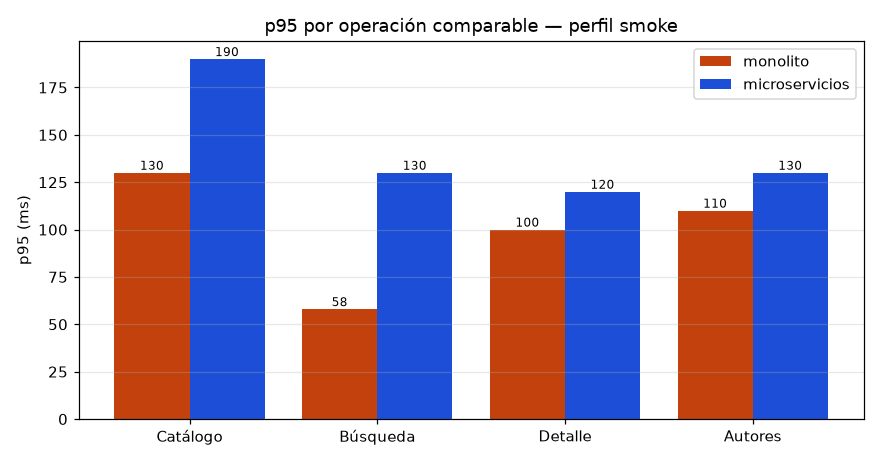 p95 por operación comparable — perfil smoke
monolito
microservicios
p95 (ms)
175
150
125
100
75
50
25
0
130
190
58
130
100
120
110
130
Catálogo
Búsqueda
Detalle
Autores